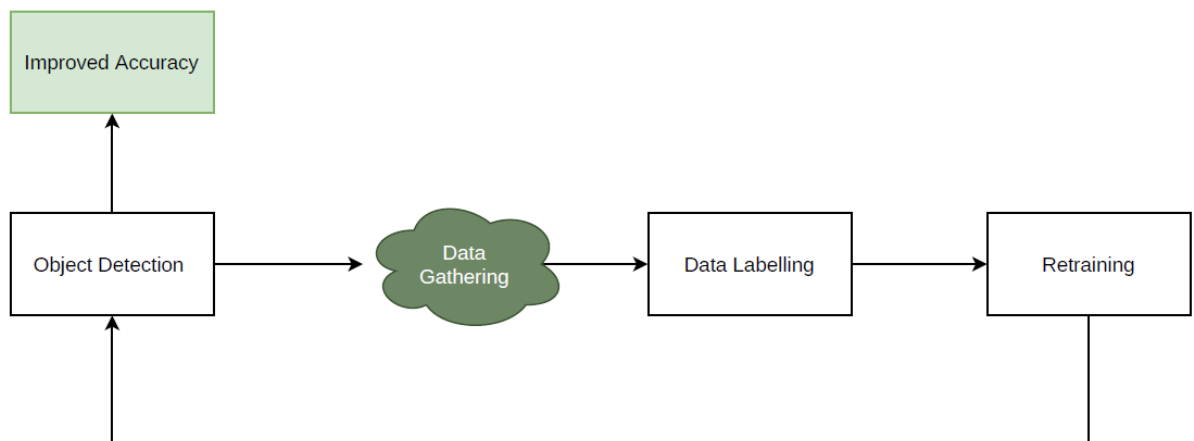 Improved Accuracy
Object Detection
Data
Gathering
Data Labelling
Retraining